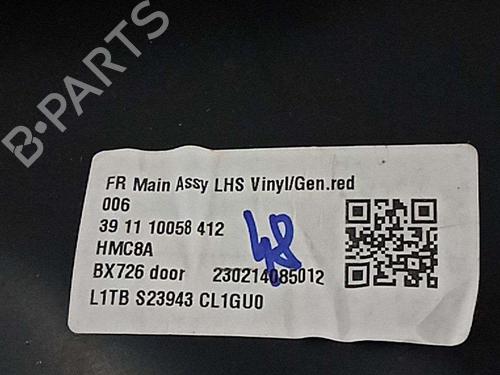 B-PARTS
FR Main Assy LHS Vinyl/Gen.red
006
39 11 10058 412
HMC8A
48
BX726 door 230214085012
L1TB S23943 CL1GU0